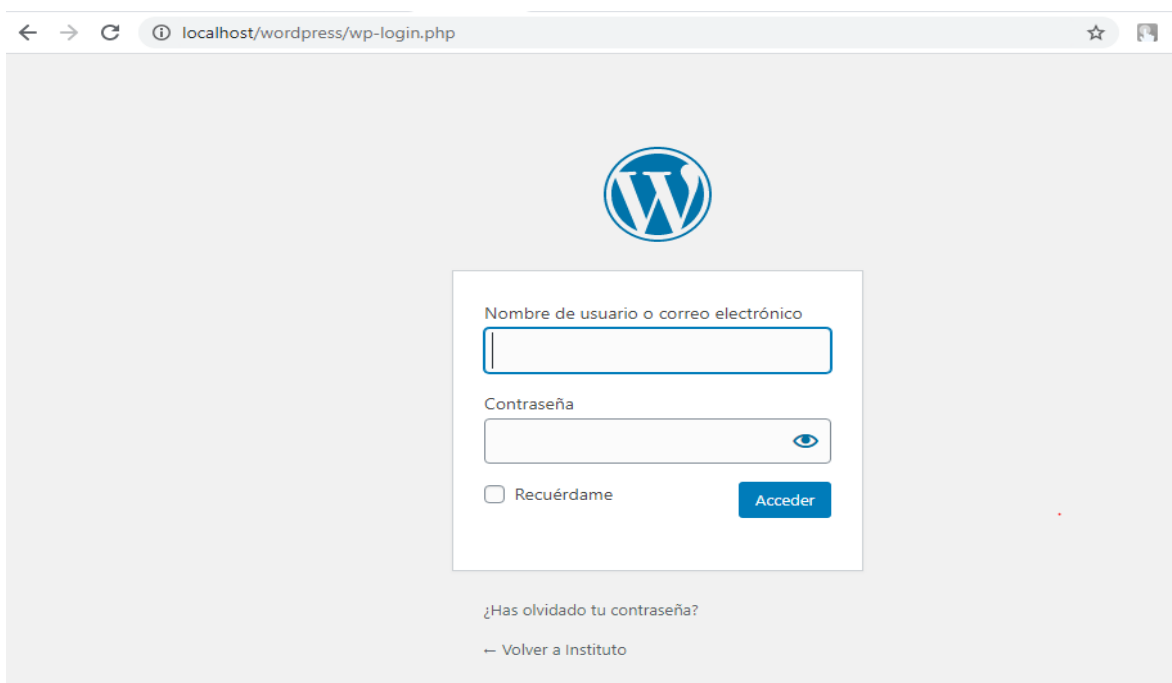 localhost/wordpress/wp-login.php
Nombre de usuario o correo electrónico
Contraseña
Recuérdame
Acceder
¿Has olvidado tu contraseña?
← Volver a Instituto